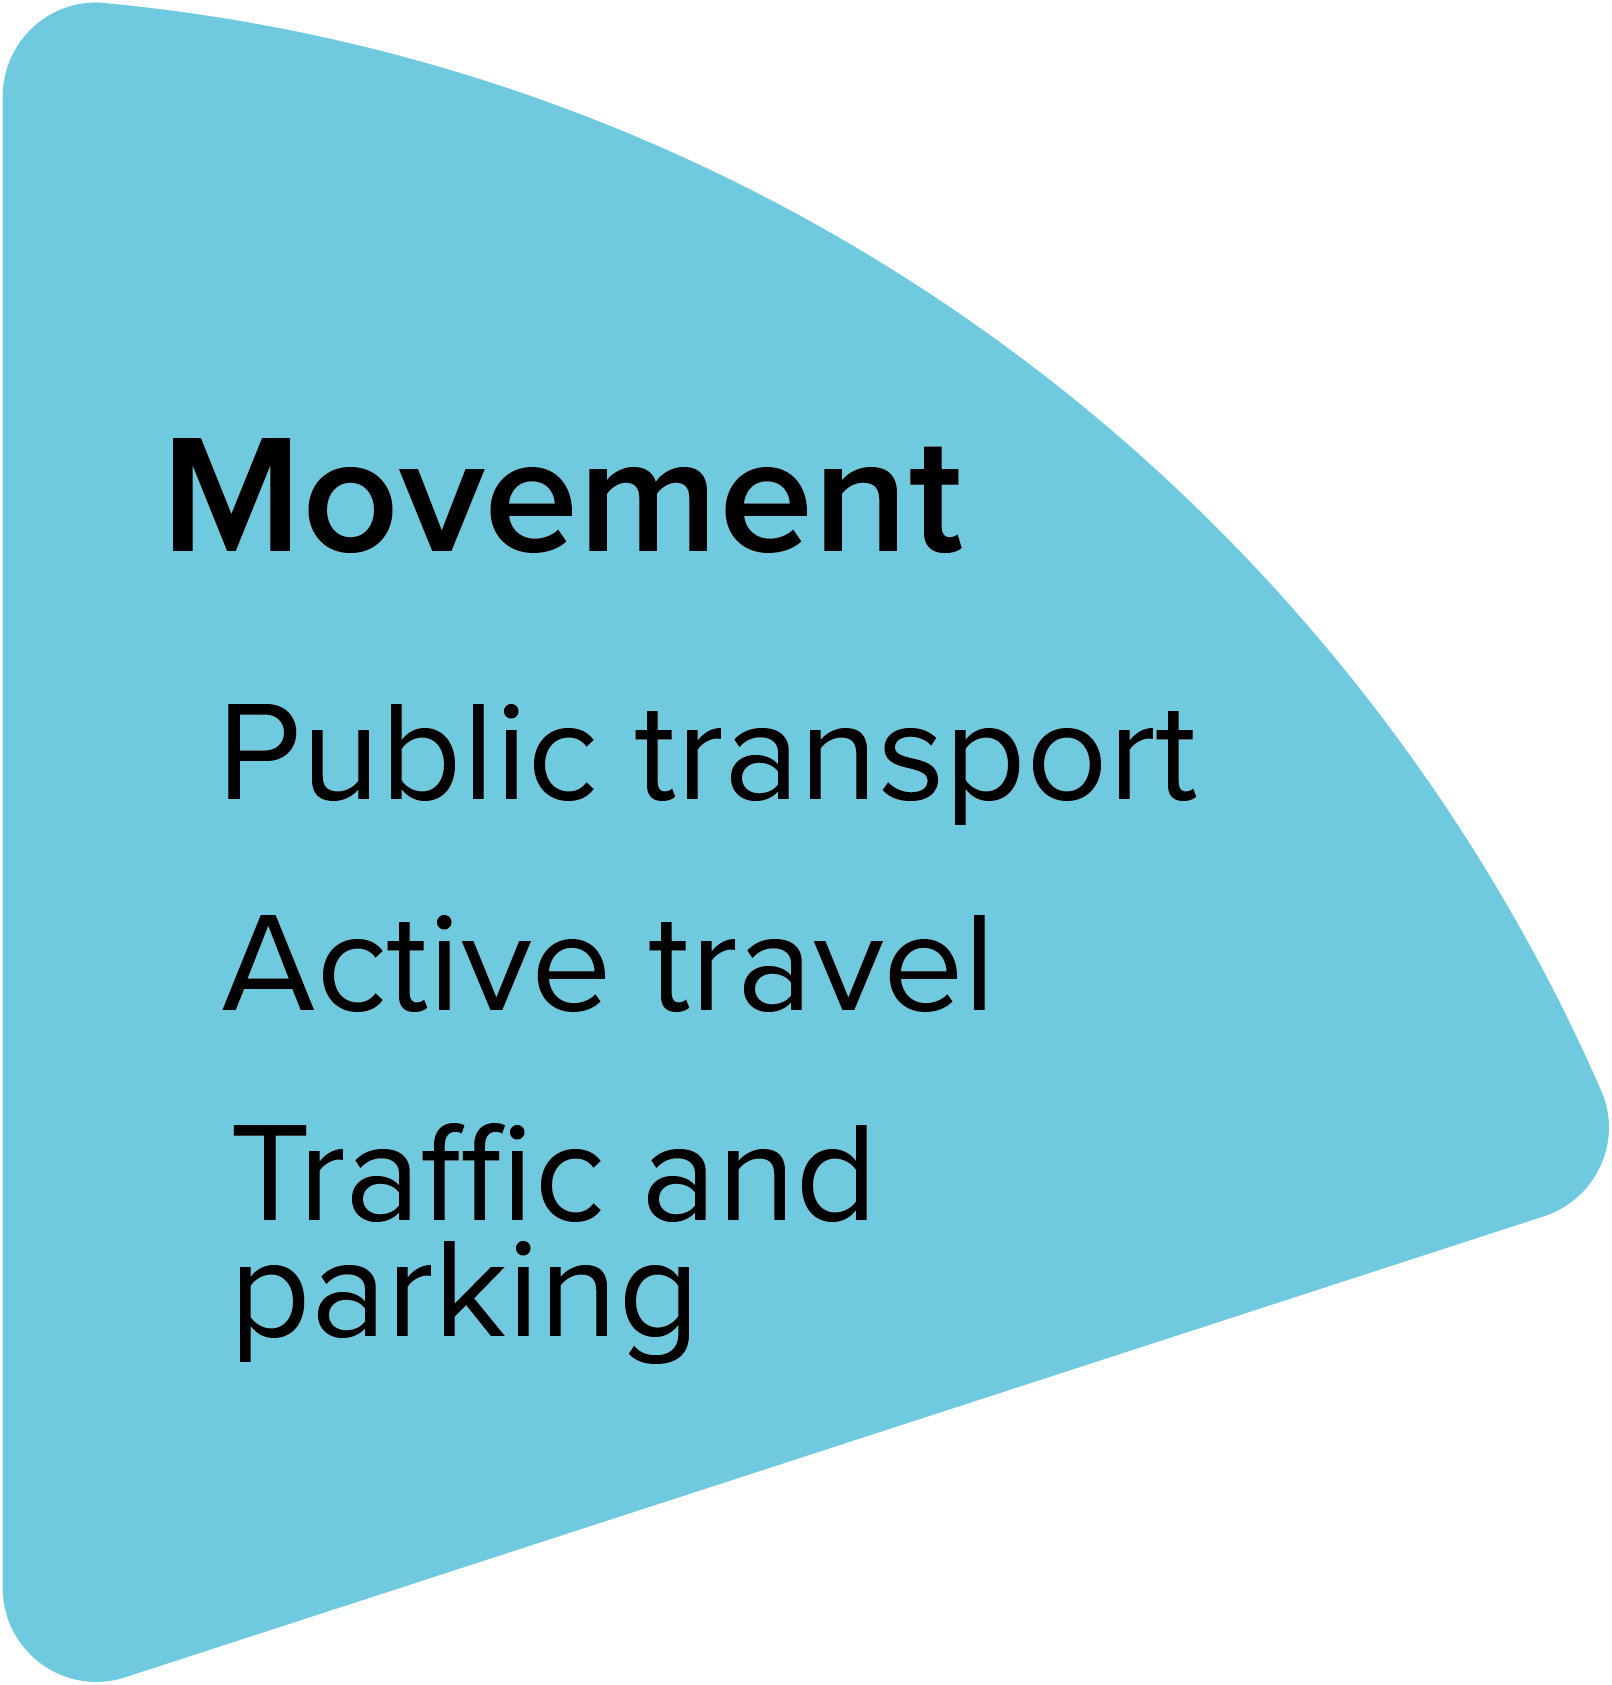 Movement
Public transport
Active travel
Traffic and
parking